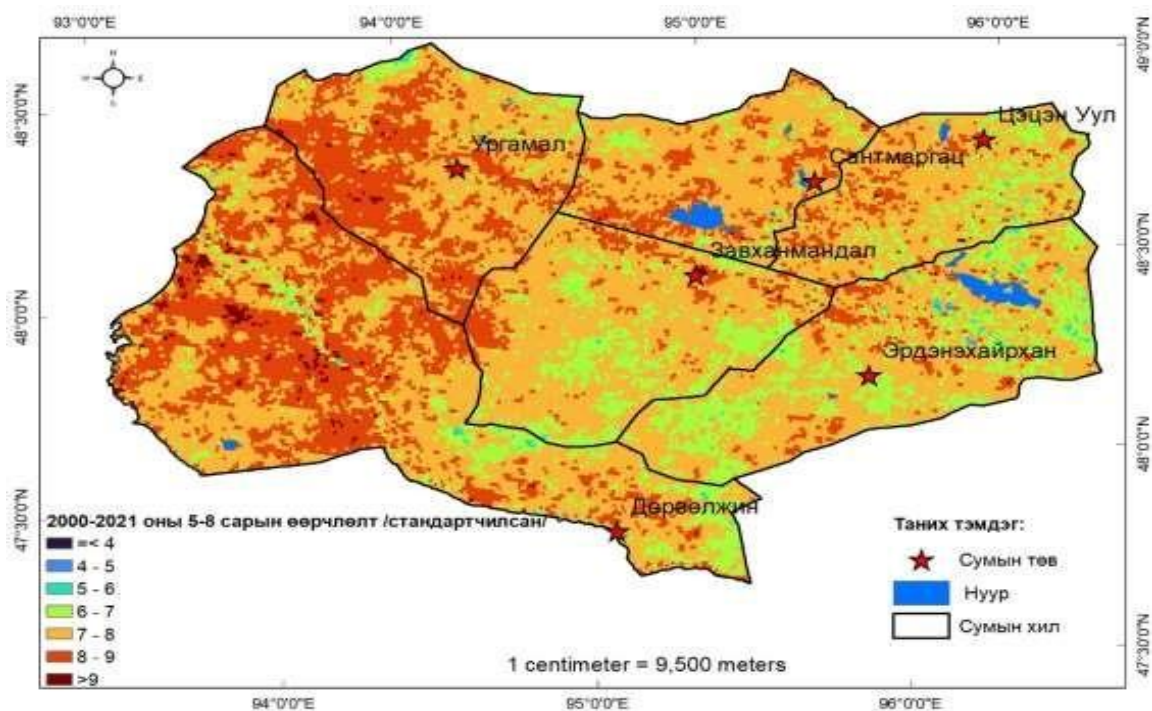 93°0'0"E 94°0'0"E 95°0'0"E 96°0'0"E
N
W E
S
49°0'0"N
48°30'0"N
Цэцэн Уул
Ургамал
Сантмаргац
48°30'0"N
Завханмандал
48°0'0"N
Эрдэнэхайрхан
48°0'0"N
Дөрвөлжин
47°30'0"N
2000-2021 оны 5-8 сарын өөрчлөлт /стандартчилсан/
=< 4
4 - 5
5 - 6
6 - 7
7 - 8
8 - 9
>9
Таних тэмдэг:
Сумын төв
Нуур
Сумын хил
1 centimeter = 9,500 meters
47°30'0"N
94°0'0"E 95°0'0"E 96°0'0"E